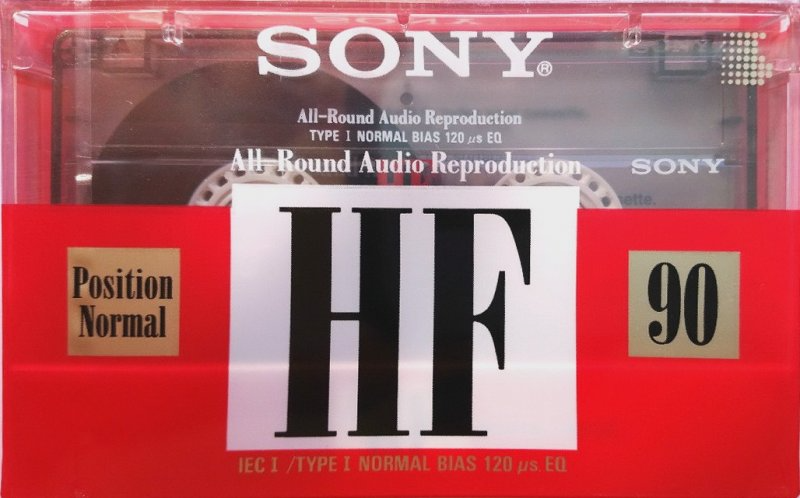 SONY®
All-Round Audio Reproduction
TYPE I NORMAL BIAS 120 µs EQ
All-Round Audio Reproduction
SONY
Position
Normal
HF
90
IEC I /TYPE I NORMAL BIAS 120 µs EQ